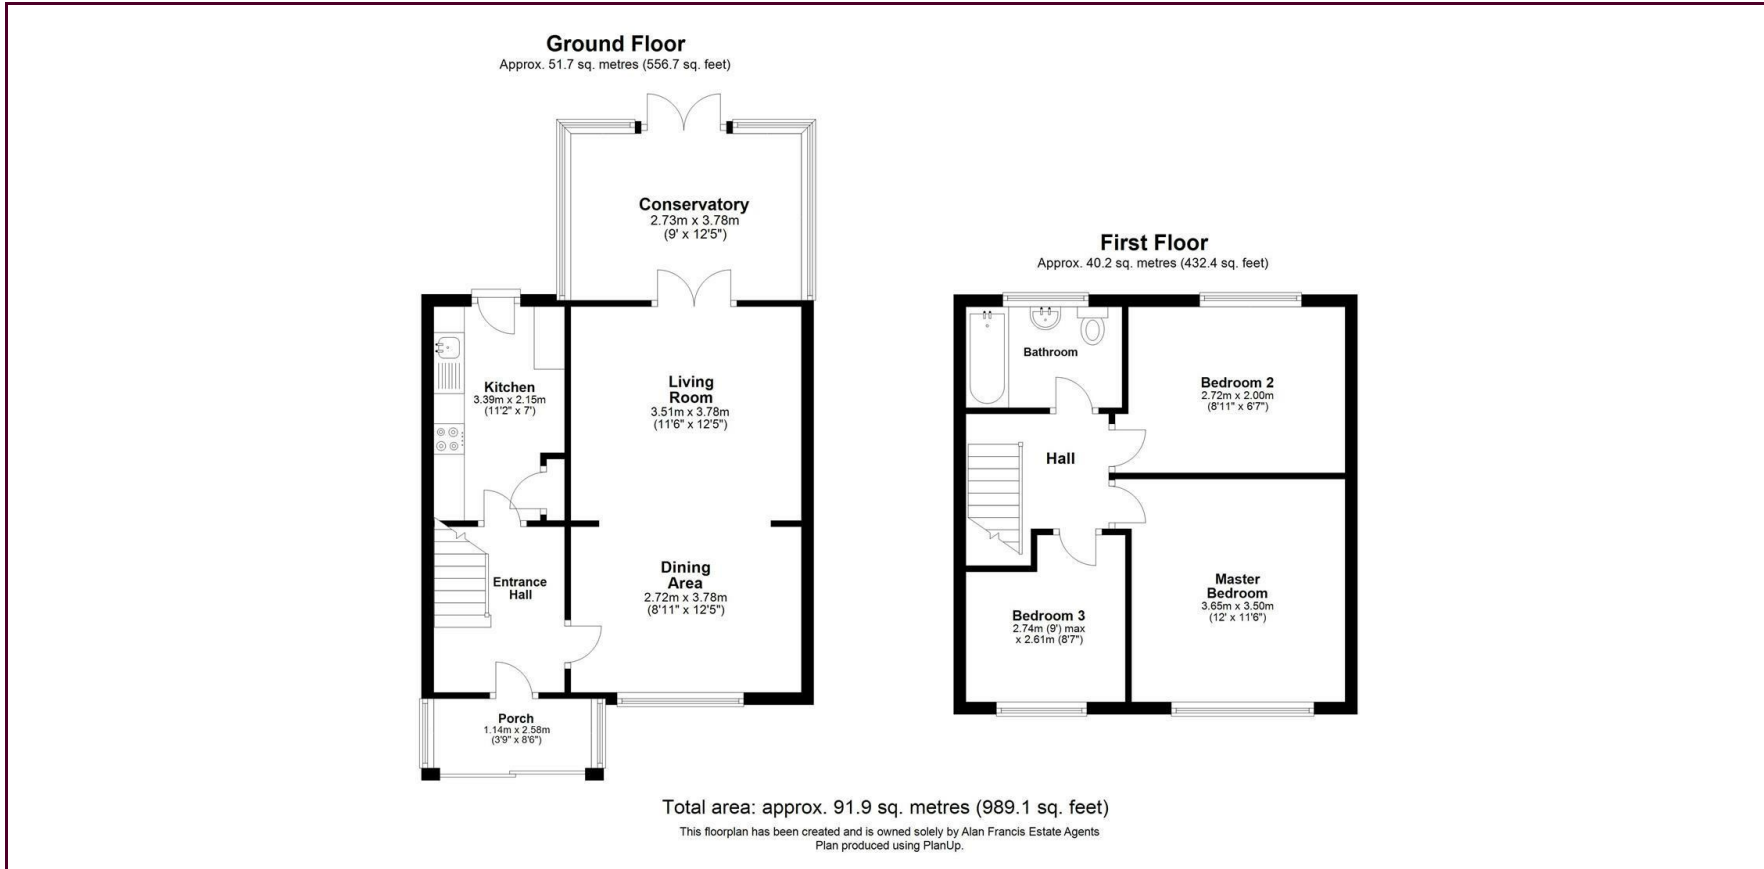 Ground Floor
Approx. 51.7 sq. metres (556.7 sq. feet)
Conservatory
2.73m x 3.78m
(9' x 12'5")
Kitchen
3.39m x 2.15m
(11'2" x 7')
Living
Room
3.51m x 3.78m
(11'6" x 12'5")
Entrance
Hall
Dining
Area
2.72m x 3.78m
(8'11" x 12'5")
Porch
1.14m x 2.58m
(3'9" x 8'6")
First Floor
Approx. 40.2 sq. metres (432.4 sq. feet)
Bathroom
Bedroom 2
2.72m x 2.00m
(8'11" x 6'7")
Hall
Master
Bedroom
3.65m x 3.50m
(12' x 11'6")
Bedroom 3
2.74m (9') max
x 2.61m (8'7")
Total area: approx. 91.9 sq. metres (989.1 sq. feet)
This floorplan has been created and is owned solely by Alan Francis Estate Agents
Plan produced using PlanUp.